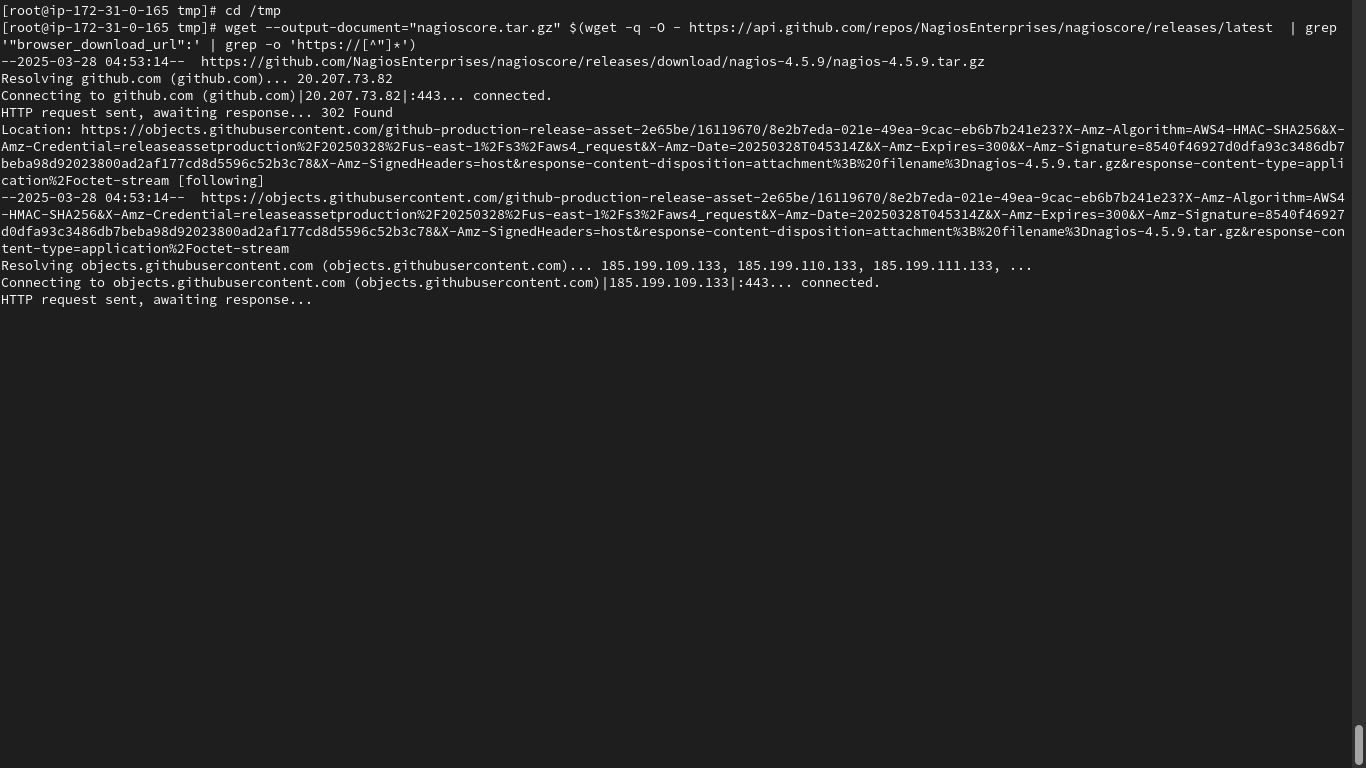 [root@ip-172-31-0-165 tmp]# cd /tmp
[root@ip-172-31-0-165 tmp]# wget --output-document="nagioscore.tar.gz" $(wget -q -O - https://api.github.com/repos/NagiosEnterprises/nagioscore/releases/latest  | grep
'"browser_download_url":' | grep -o 'https://[^"]*')
--2025-03-28 04:53:14--  https://github.com/NagiosEnterprises/nagioscore/releases/download/nagios-4.5.9/nagios-4.5.9.tar.gz
Resolving github.com (github.com)... 20.207.73.82
Connecting to github.com (github.com)|20.207.73.82|:443... connected.
HTTP request sent, awaiting response... 302 Found
Location: https://objects.githubusercontent.com/github-production-release-asset-2e65be/16119670/8e2b7eda-021e-49ea-9cac-eb6b7b241e23?X-Amz-Algorithm=AWS4-HMAC-SHA256&X-
Amz-Credential=releaseassetproduction%2F20250328%2Fus-east-1%2Fs3%2Faws4_request&X-Amz-Date=20250328T045314Z&X-Amz-Expires=300&X-Amz-Signature=8540f46927d0dfa93c3486db7
beba98d92023800ad2af177cd8d5596c52b3c78&X-Amz-SignedHeaders=host&response-content-disposition=attachment%3B%20filename%3Dnagios-4.5.9.tar.gz&response-content-type=appli
cation%2Foctet-stream [following]
--2025-03-28 04:53:14--  https://objects.githubusercontent.com/github-production-release-asset-2e65be/16119670/8e2b7eda-021e-49ea-9cac-eb6b7b241e23?X-Amz-Algorithm=AWS4
-HMAC-SHA256&X-Amz-Credential=releaseassetproduction%2F20250328%2Fus-east-1%2Fs3%2Faws4_request&X-Amz-Date=20250328T045314Z&X-Amz-Expires=300&X-Amz-Signature=8540f46927
d0dfa93c3486db7beba98d92023800ad2af177cd8d5596c52b3c78&X-Amz-SignedHeaders=host&response-content-disposition=attachment%3B%20filename%3Dnagios-4.5.9.tar.gz&response-con
tent-type=application%2Foctet-stream
Resolving objects.githubusercontent.com (objects.githubusercontent.com)... 185.199.109.133, 185.199.110.133, 185.199.111.133, ...
Connecting to objects.githubusercontent.com (objects.githubusercontent.com)|185.199.109.133|:443... connected.
HTTP request sent, awaiting response...